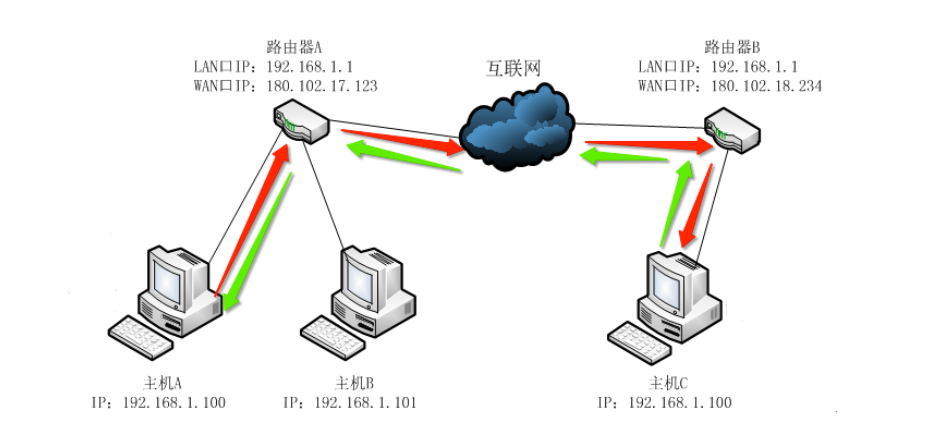 路由器A
LAN口IP: 192.168.1.1
WAN口IP: 180.102.17.123
互联网
路由器B
LAN口IP: 192.168.1.1
WAN口IP: 180.102.18.234
主机A
IP: 192.168.1.100
主机B
IP: 192.168.1.101
主机C
IP: 192.168.1.100